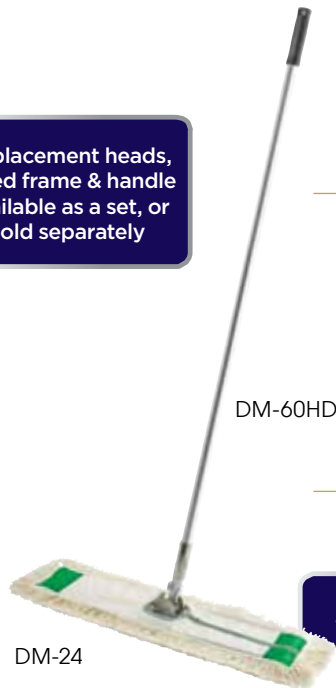 placement heads,
ed frame & handle
ilable as a set, or
old separately
DM-60HD
DM-24